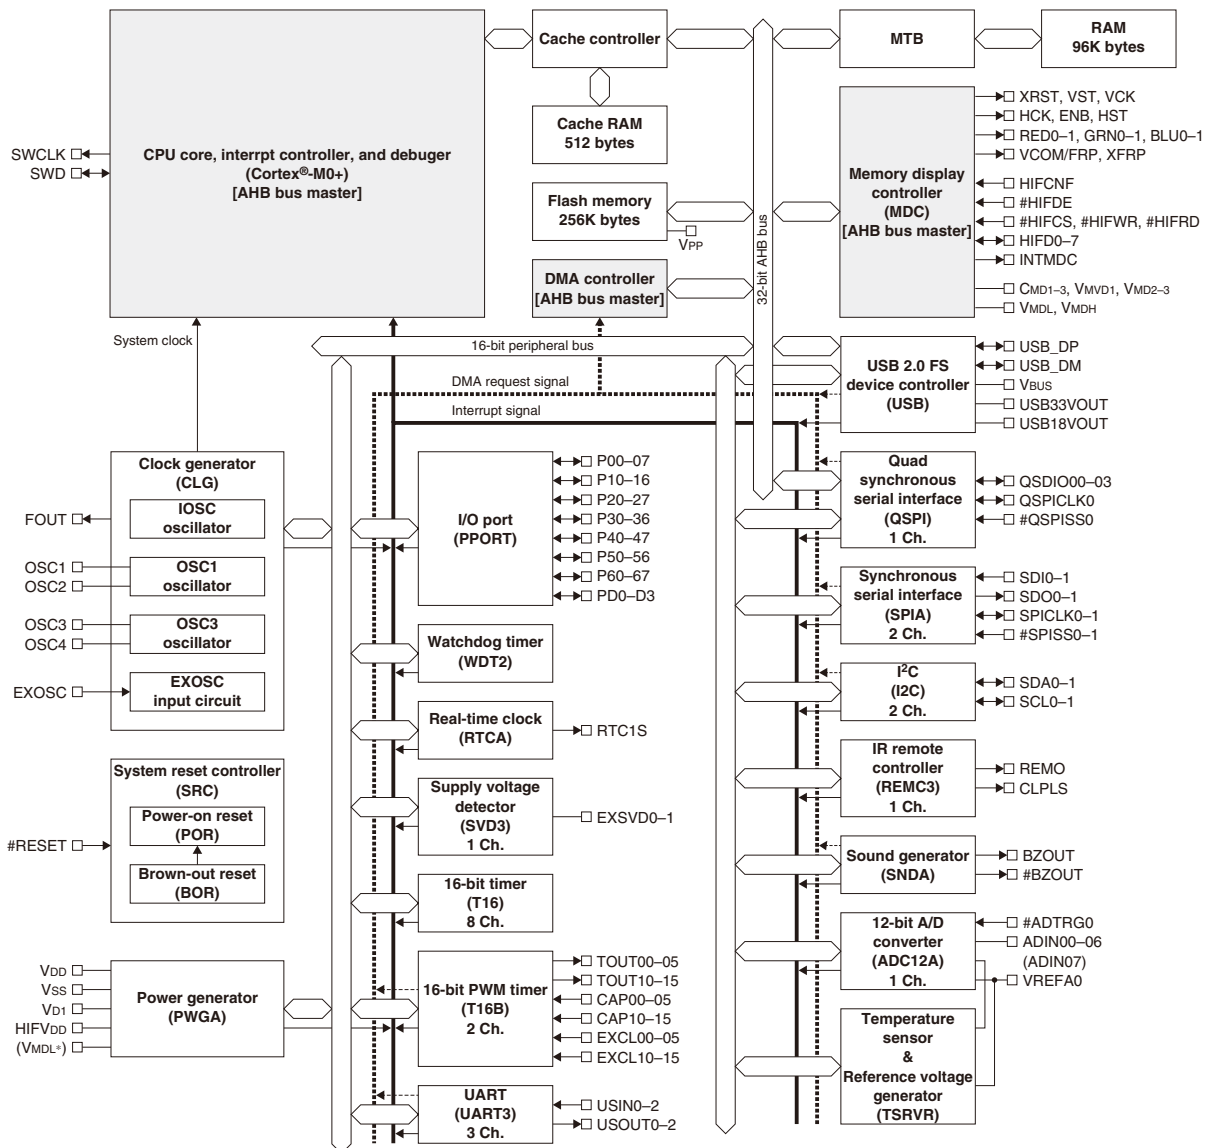 Cache controller
MTB
RAM
96K bytes
CPU core, interrpt controller, and debuger
(Cortex®-M0+)
[AHB bus master]
SWCLK
SWD
Cache RAM
512 bytes
Flash memory
256K bytes
VPP
DMA controller
[AHB bus master]
32-bit AHB bus
Memory display
controller
(MDC)
[AHB bus master]
XRST, VST, VCK
HCK, ENB, HST
RED0–1, GRN0–1, BLU0–1
VCOM/FRP, XFRP
HIFCNF
#HIFDE
#HIFCS, #HIFWR, #HIFRD
HIFD0–7
INTMDC
CMD1–3, VMVD1, VMD2–3
VMDL, VMDH
System clock
16-bit peripheral bus
DMA request signal
Interrupt signal
USB 2.0 FS
device controller
(USB)
USB_DP
USB_DM
VBUS
USB33VOUT
USB18VOUT
Clock generator
(CLG)
IOSC
oscillator
OSC1
oscillator
OSC3
oscillator
EXOSC
input circuit
FOUT
OSC1
OSC2
OSC3
OSC4
EXOSC
I/O port
(PPORT)
P00–07
P10–16
P20–27
P30–36
P40–47
P50–56
P60–67
PD0–D3
Quad
synchronous
serial interface
(QSPI)
1 Ch.
QSDIO00–03
QSPICLK0
#QSPISS0
Synchronous
serial interface
(SPIA)
2 Ch.
SDI0–1
SDO0–1
SPICLK0–1
#SPISS0–1
Watchdog timer
(WDT2)
I2C
(I2C)
2 Ch.
SDA0–1
SCL0–1
Real-time clock
(RTCA)
RTC1S
IR remote
controller
(REMC3)
1 Ch.
REMO
CLPLS
System reset controller
(SRC)
Power-on reset
(POR)
Brown-out reset
(BOR)
#RESET
Supply voltage
detector
(SVD3)
1 Ch.
EXSVD0–1
Sound generator
(SNDA)
BZOUT
#BZOUT
16-bit timer
(T16)
8 Ch.
12-bit A/D
converter
(ADC12A)
1 Ch.
#ADTRG0
ADIN00–06
(ADIN07)
VREFA0
Power generator
(PWGA)
VDD
VSS
VD1
HIFVDD
(VMDL*)
16-bit PWM timer
(T16B)
2 Ch.
TOUT00–05
TOUT10–15
CAP00–05
CAP10–15
EXCL00–05
EXCL10–15
Temperature
sensor
&
Reference voltage
generator
(TSRVR)
UART
(UART3)
3 Ch.
USIN0–2
USOUT0–2